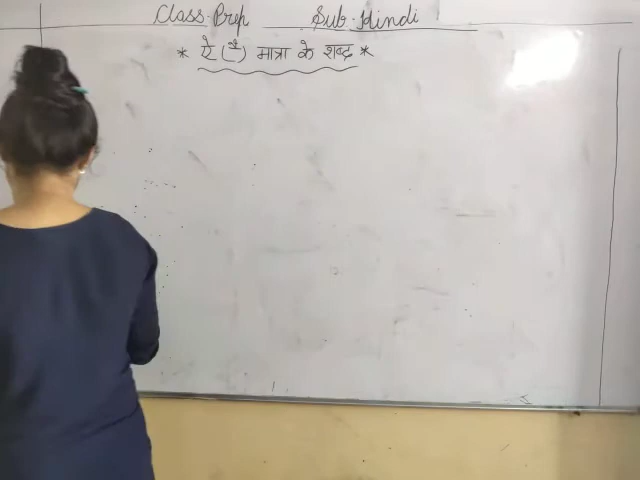 Class-Prep Sub-Hindi
* ऐ (ै) मात्रा के शब्द *